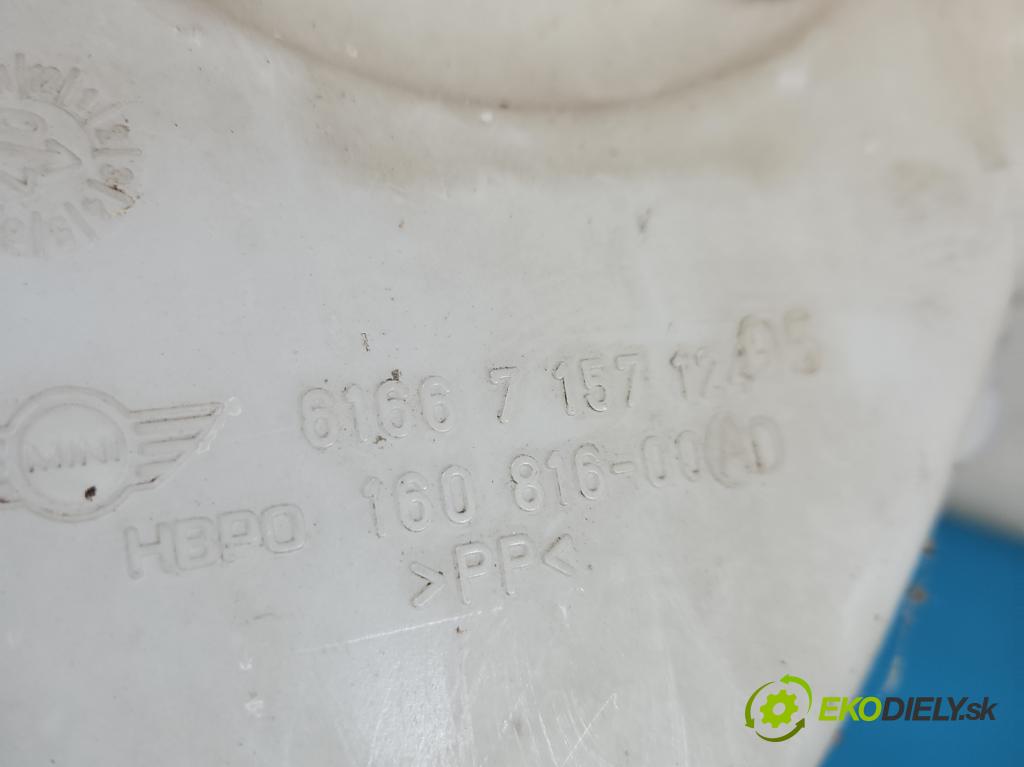 MINI
6166 7 157 12
HBPO 160 816-00
>PP<
EKODIELY.sk